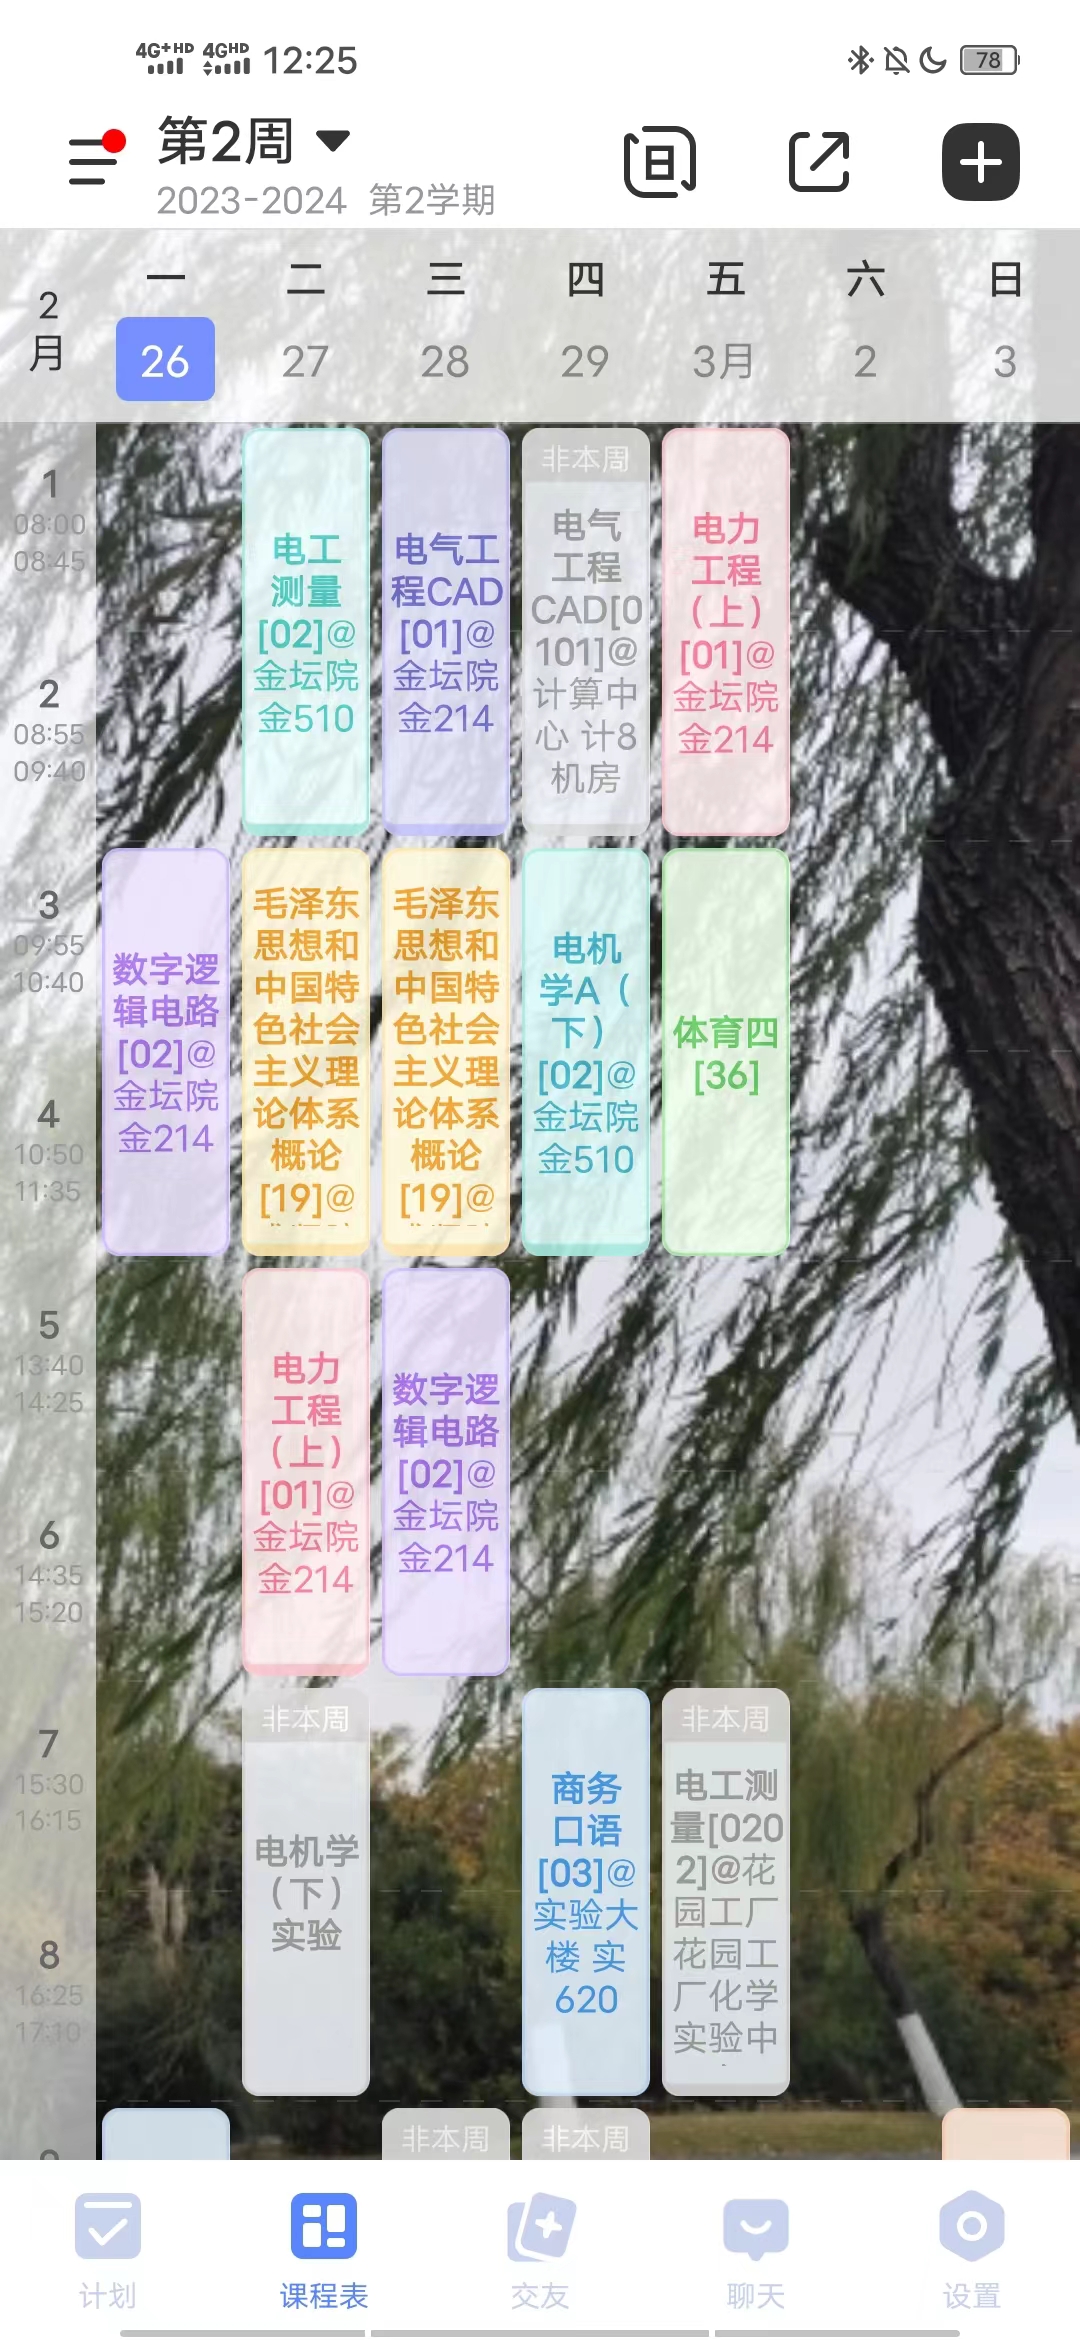 4G+HD 4GHD 12:25 78
第2周
2023-2024 第2学期
2月
一 二 三 四 五 六 日
26 27 28 29 3月 2 3
1
08:00
08:45
2
08:55
09:40
3
09:55
10:40
4
10:50
11:35
5
13:40
14:25
6
14:35
15:20
7
15:30
16:15
8
16:25
17:10
电工
测量
[02]@
金坛院
金510
电气工
程CAD
[01]@
金坛院
金214
非本周
电气
工程
CAD[0
101]@
计算中
心 计8
机房
电力
工程
（上）
[01]@
金坛院
金214
数字逻
辑电路
[02]@
金坛院
金214
毛泽东
思想和
中国特
色社会
主义理
论体系
概论
[19]@
毛泽东
思想和
中国特
色社会
主义理
论体系
概论
[19]@
电机
学A（
下）
[02]@
金坛院
金510
体育四
[36]
电力
工程
（上）
[01]@
金坛院
金214
数字逻
辑电路
[02]@
金坛院
金214
非本周
电机学
（下）
实验
商务
口语
[03]@
实验大
楼 实
620
非本周
电工测
量[020
2]@花
园工厂
花园工
厂化学
实验中
非本周
非本周
计划 课程表 交友 聊天 设置